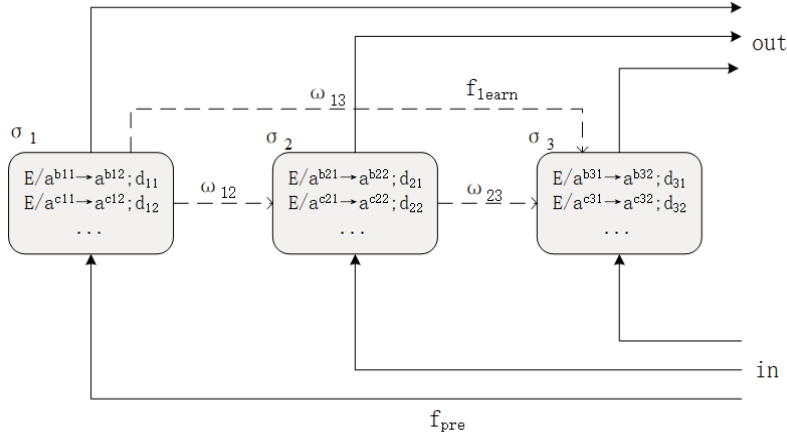 out
ω 13
f learn
σ 1
σ 2
σ 3
E/a^b11→a^b12;d11
E/a^c11→a^c12;d12
...
ω 12
E/a^b21→a^b22;d21
E/a^c21→a^c22;d22
...
ω 23
E/a^b31→a^b32;d31
E/a^c31→a^c32;d32
...
in
f pre